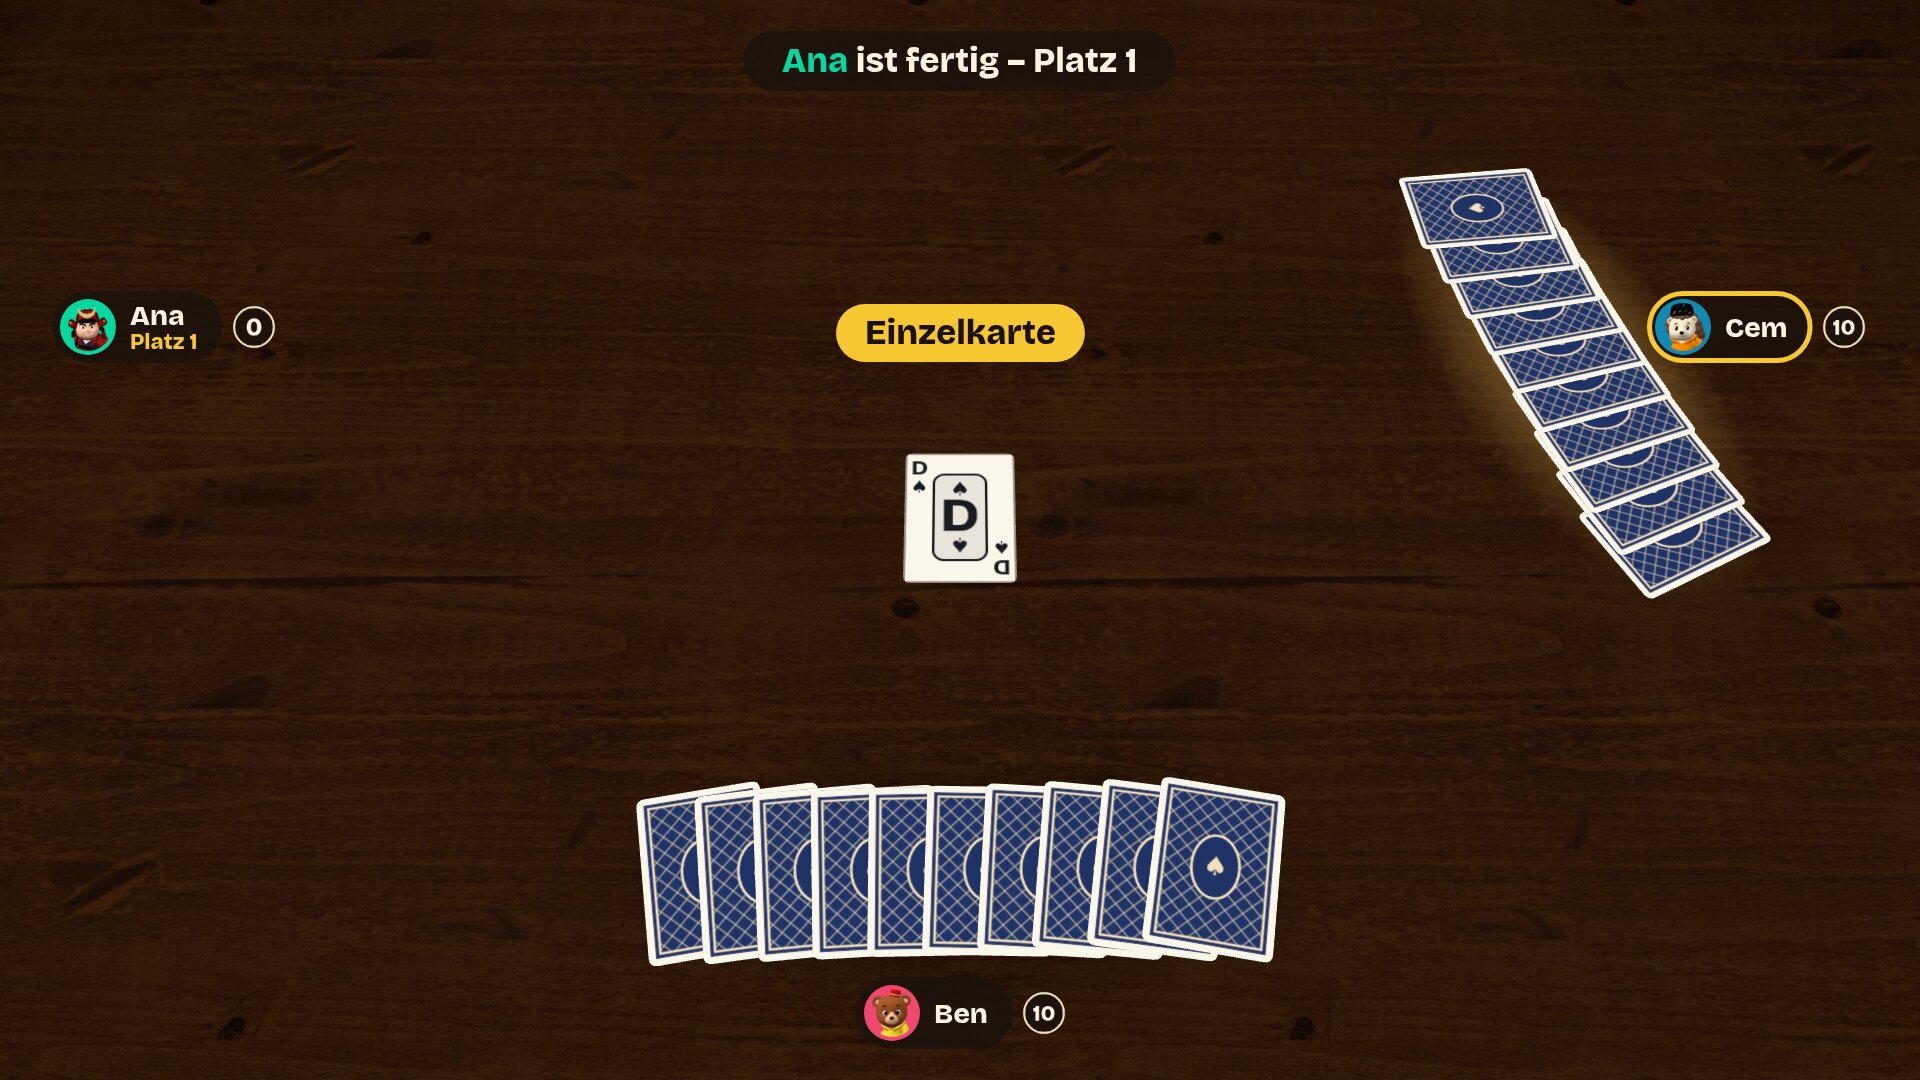 Ana ist fertig – Platz 1
Ana
Platz 1
0
Einzelkarte
Cem
10
D
D
D
Ben
10